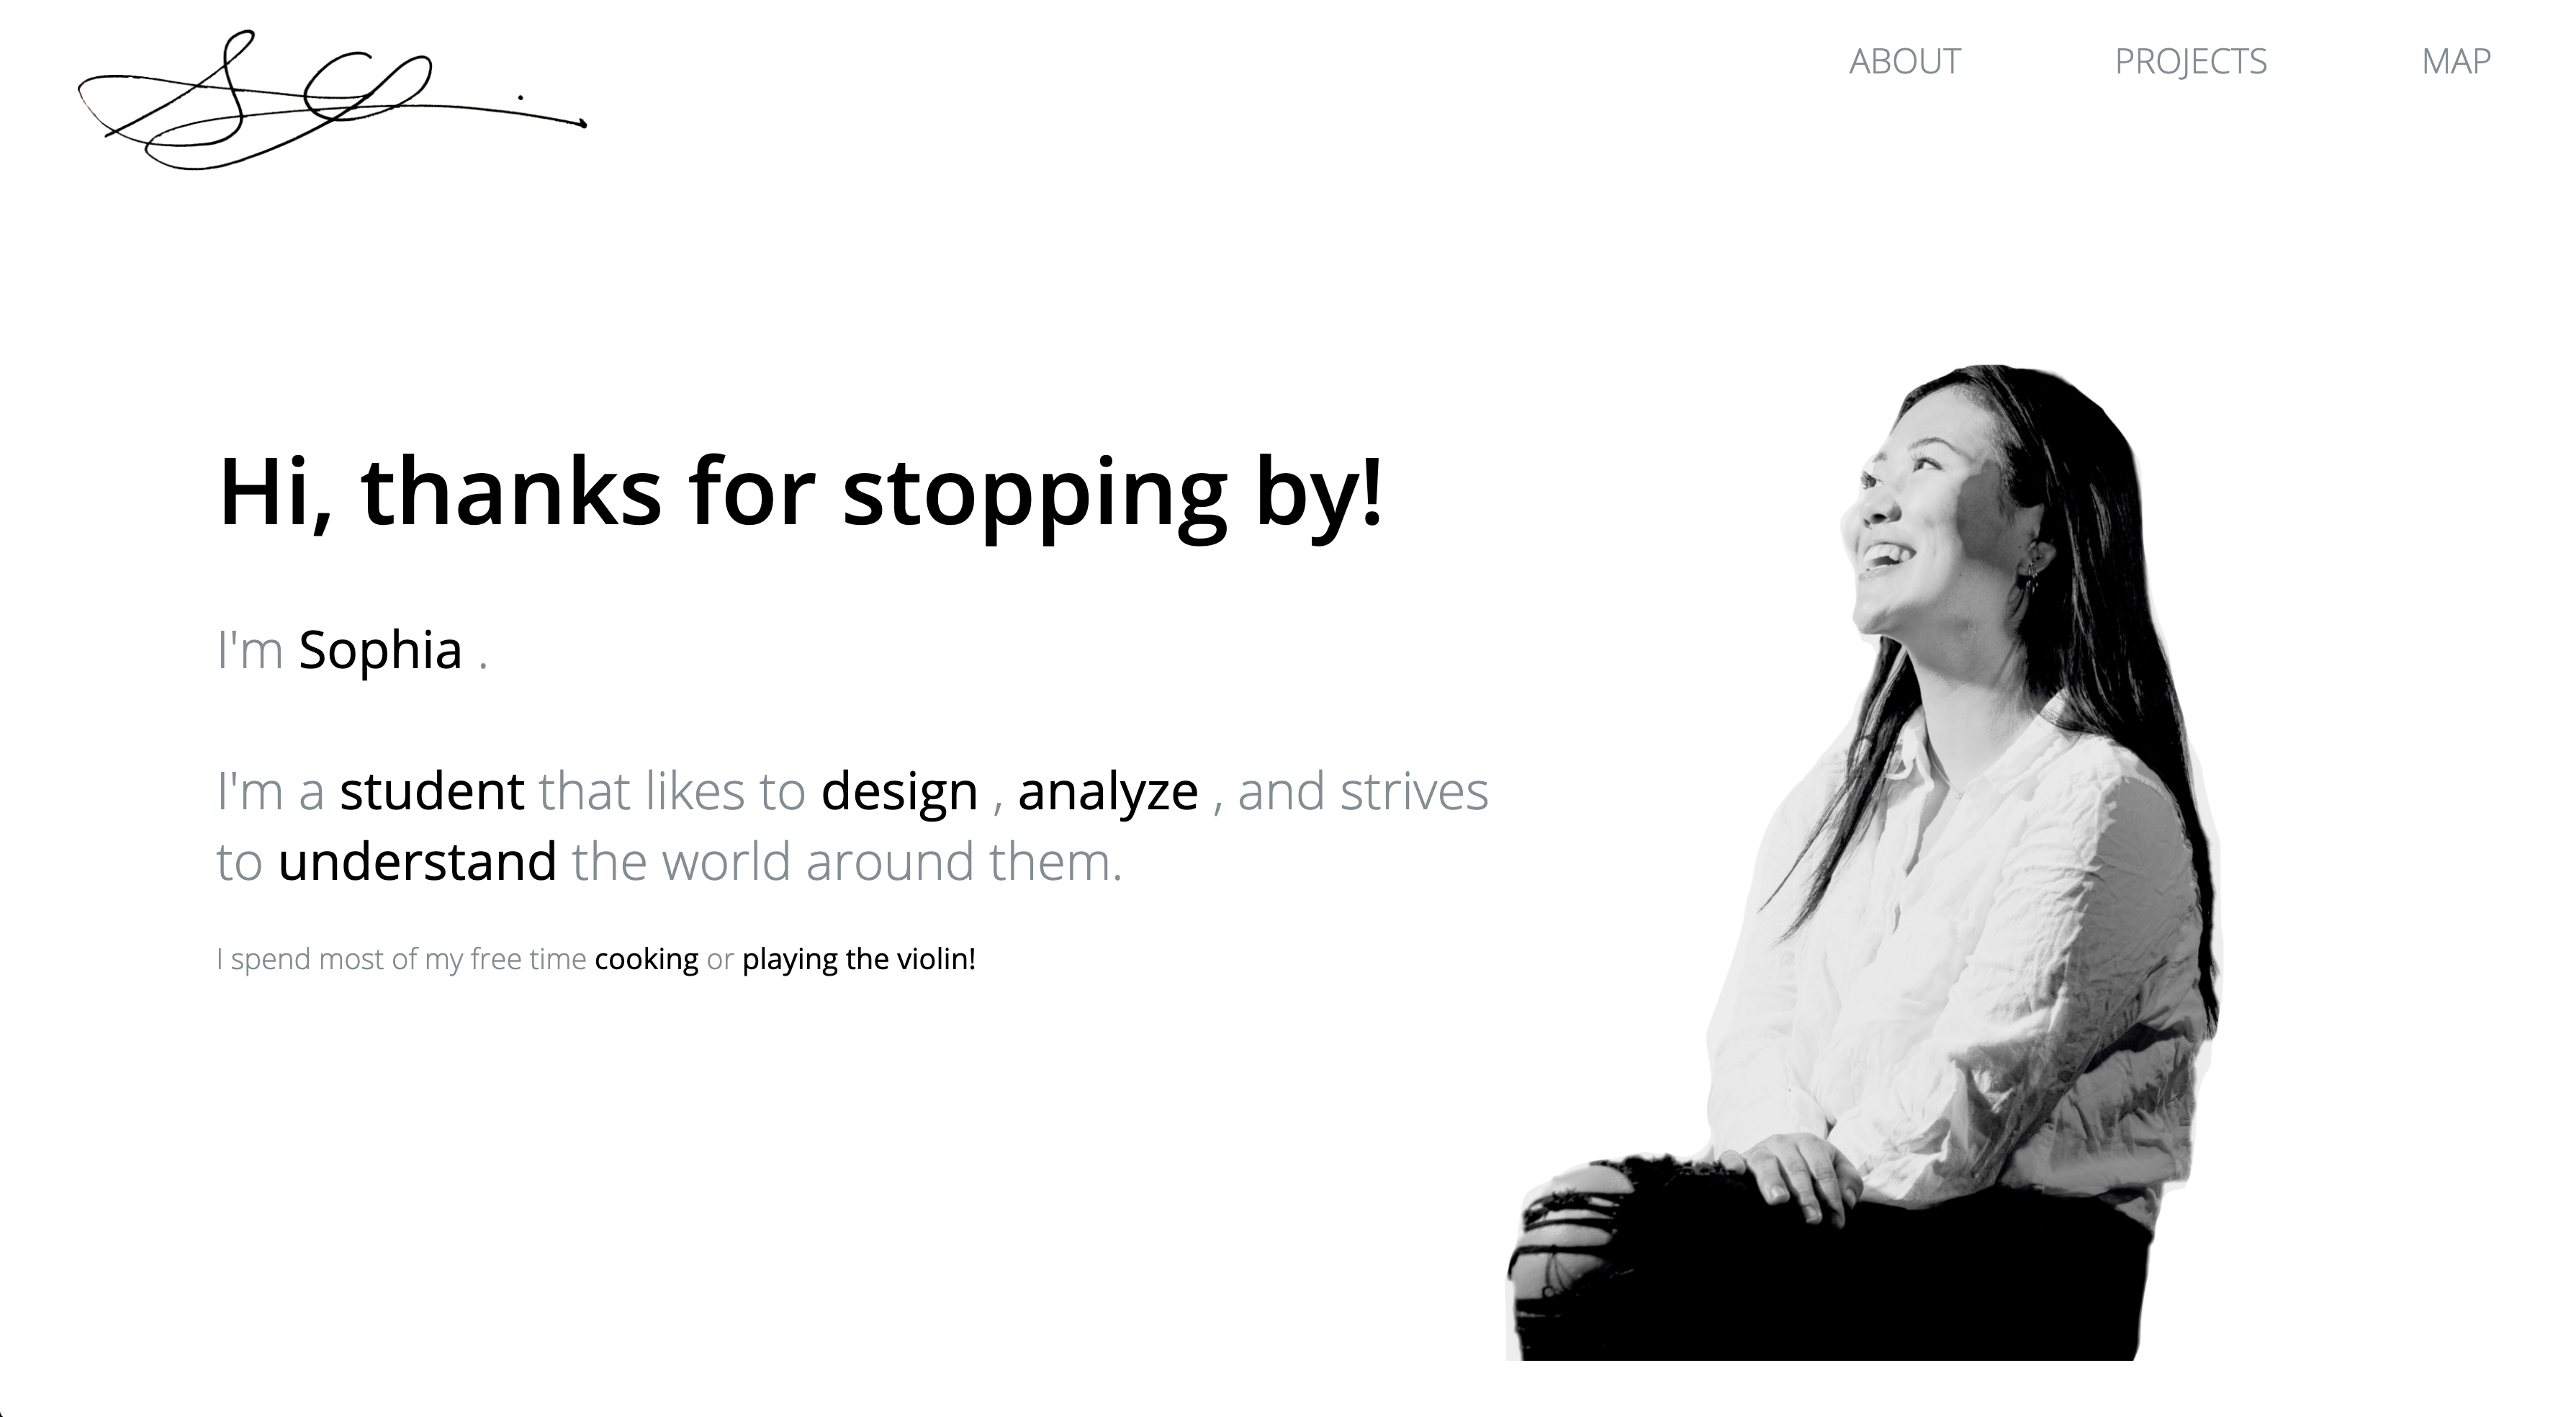 ABOUT PROJECTS MAP
Hi, thanks for stopping by!
I'm Sophia .
I'm a student that likes to design , analyze , and strives
to understand the world around them.
I spend most of my free time cooking or playing the violin!